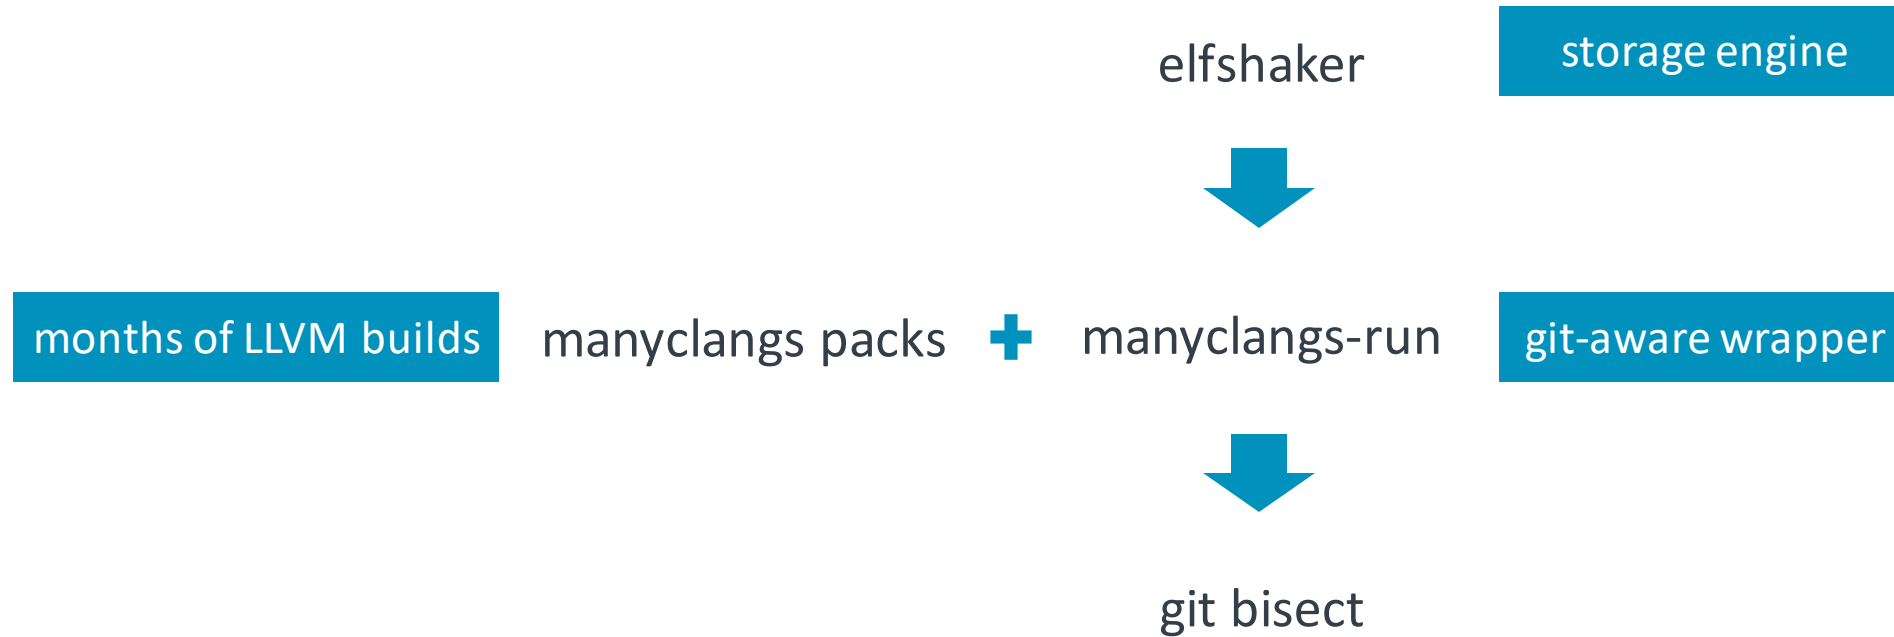 elfshaker
storage engine
months of LLVM builds
manyclangs packs
manyclangs-run
git-aware wrapper
git bisect